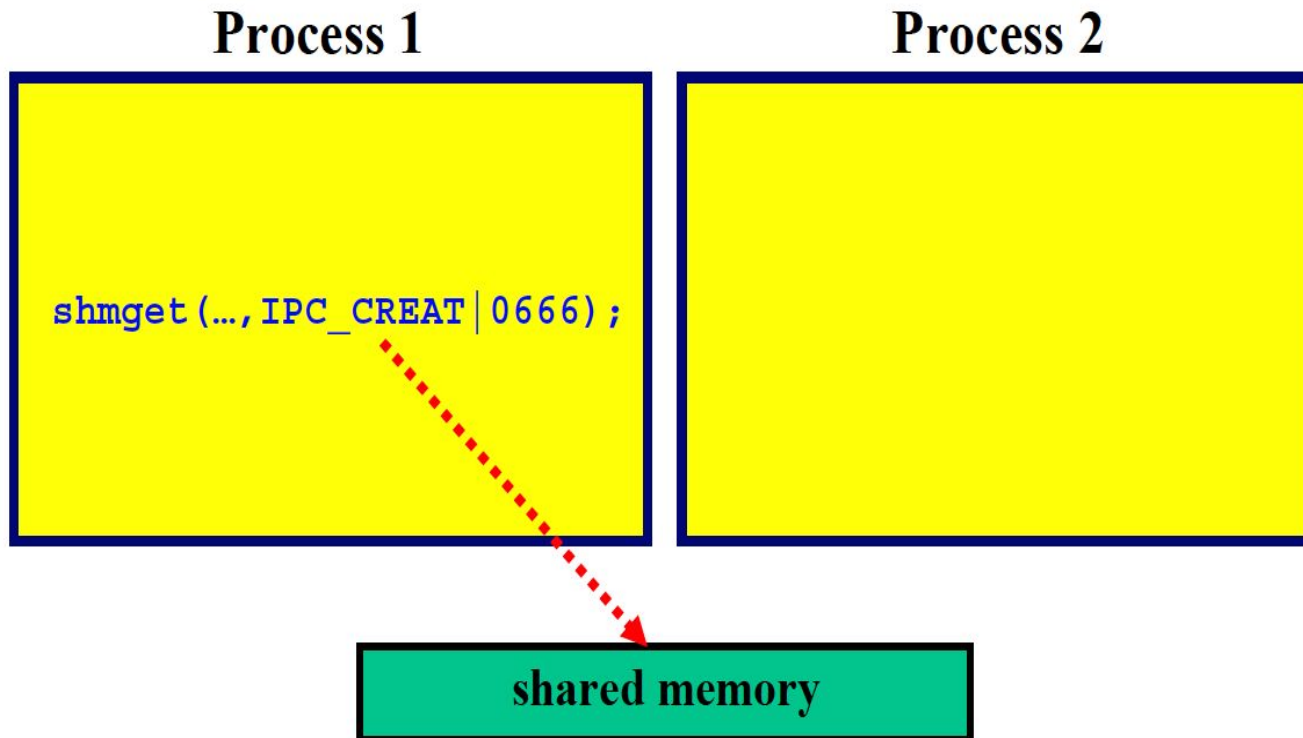 Process 1
Process 2
shmget(…,IPC_CREAT|0666);
shared memory